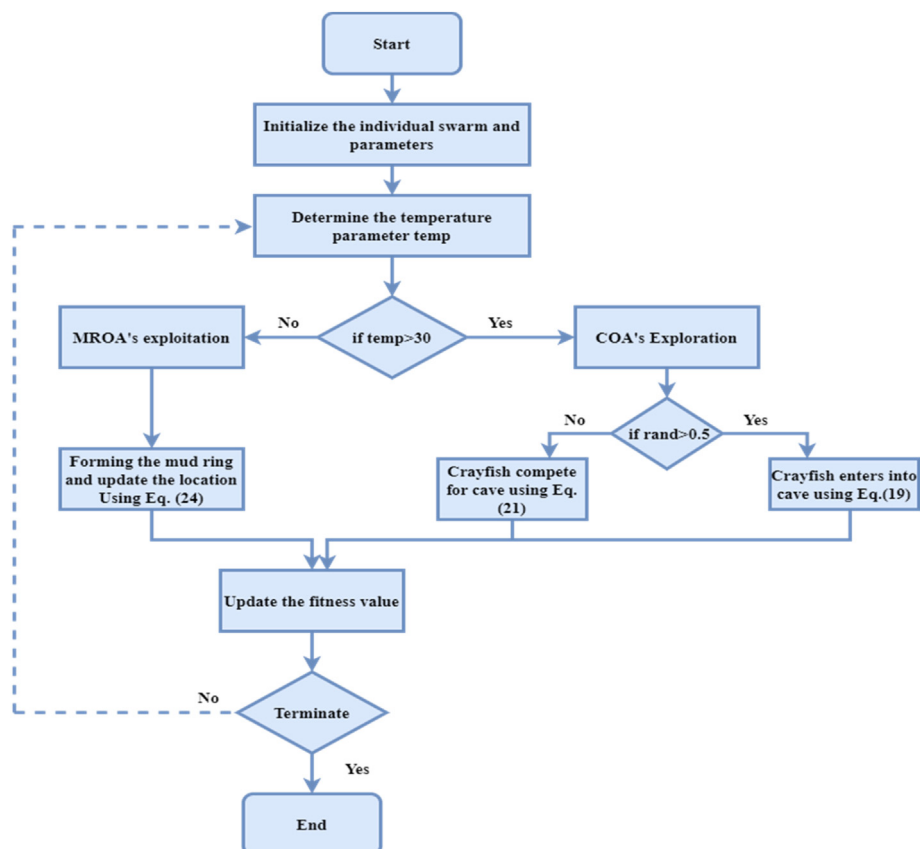 Start
Initialize the individual swarm and
parameters
Determine the temperature
parameter temp
No
if temp>30
Yes
MROA's exploitation
COA's Exploration
No
if rand>0.5
Yes
Forming the mud ring
and update the location
Using Eq. (24)
Crayfish compete
for cave using Eq.
(21)
Crayfish enters into
cave using Eq.(19)
Update the fitness value
No
Terminate
Yes
End